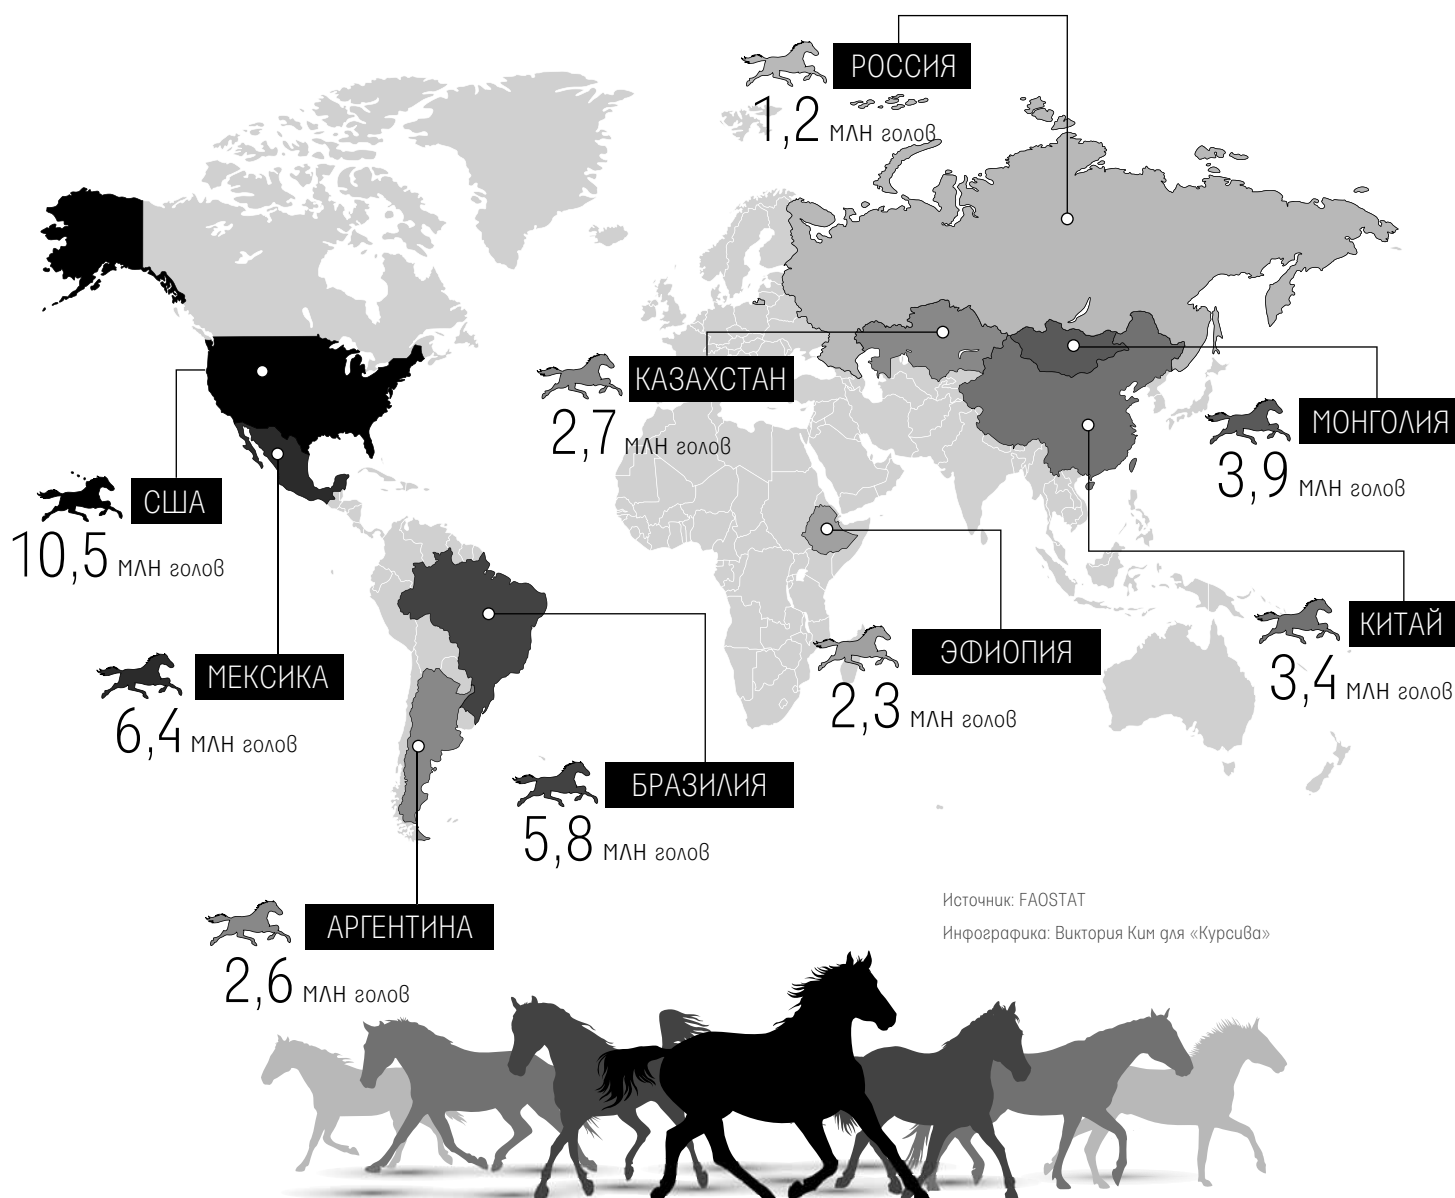 РОССИЯ
1,2 млн голов
КАЗАХСТАН
2,7 млн голов
МОНГОЛИЯ
3,9 млн голов
США
10,5 млн голов
КИТАЙ
3,4 млн голов
ЭФИОПИЯ
2,3 млн голов
МЕКСИКА
6,4 млн голов
БРАЗИЛИЯ
5,8 млн голов
АРГЕНТИНА
2,6 млн голов
Источник: FAOSTAT
Инфографика: Виктория Ким для «Курсива»